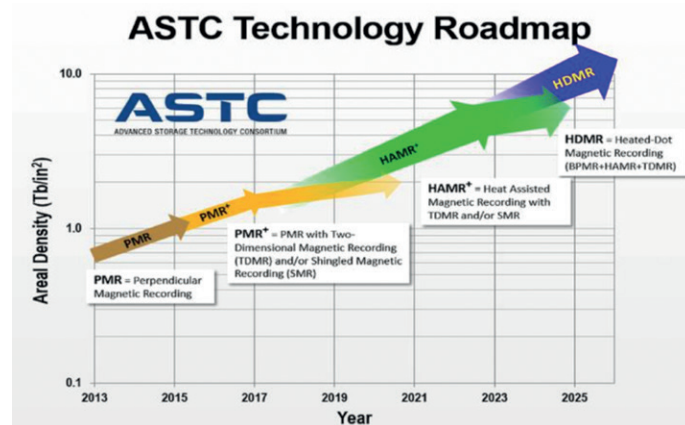 ASTC Technology Roadmap
10.0
1.0
0.1
Areal Density (Tb/in²)
ASTC
ADVANCED STORAGE TECHNOLOGY CONSORTIUM
HDMR
HAMR⁺
PMR⁺
PMR
HDMR = Heated-Dot
Magnetic Recording
(BPMR+HAMR+TDMR)
HAMR⁺ = Heat Assisted
Magnetic Recording with
TDMR and/or SMR
PMR⁺ = PMR with Two-
Dimensional Magnetic Recording
(TDMR) and/or Shingled Magnetic
Recording (SMR)
PMR = Perpendicular
Magnetic Recording
2013 2015 2017 2019 2021 2023 2025
Year